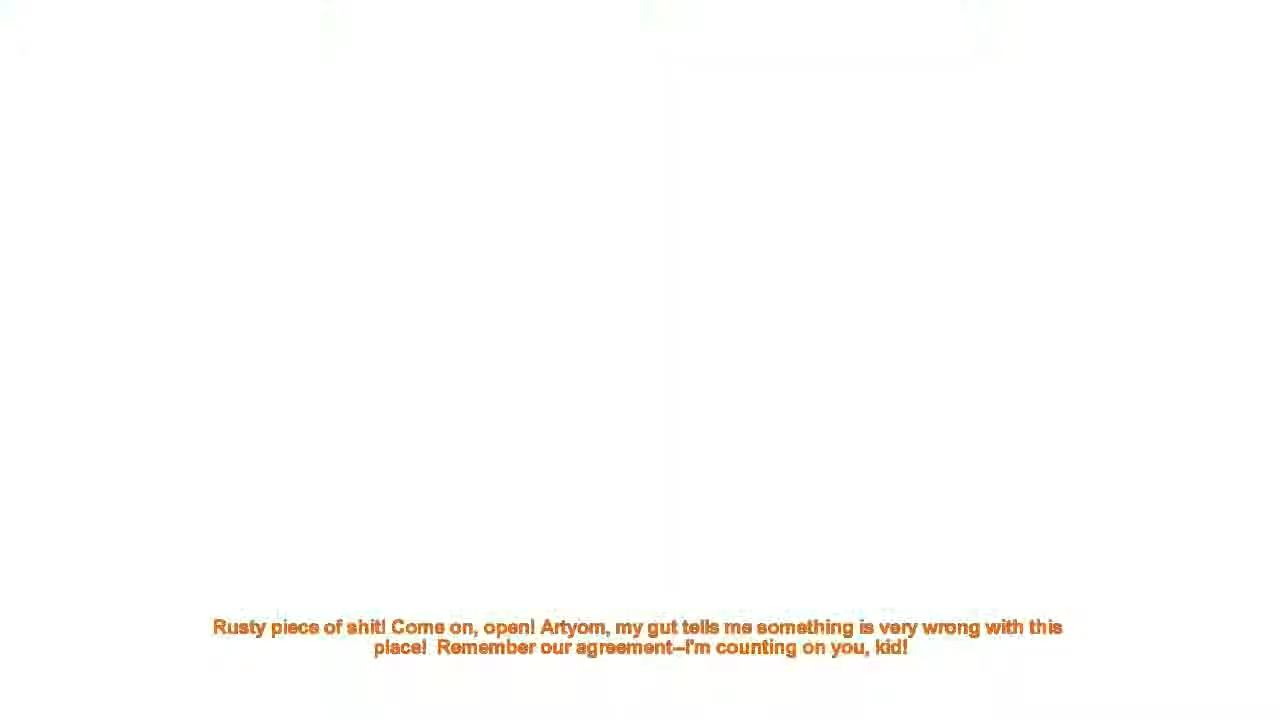 Rusty piece of shit! Come on, open! Artyom, my gut tells me something is very wrong with this
place!  Remember our agreement--I'm counting on you, kid!